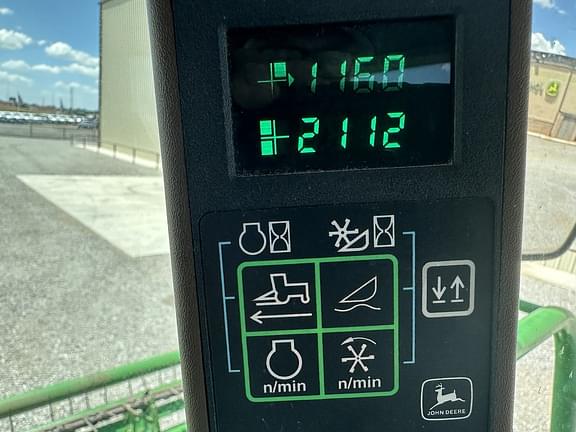 1160
2112
n/min n/min
JOHN DEERE